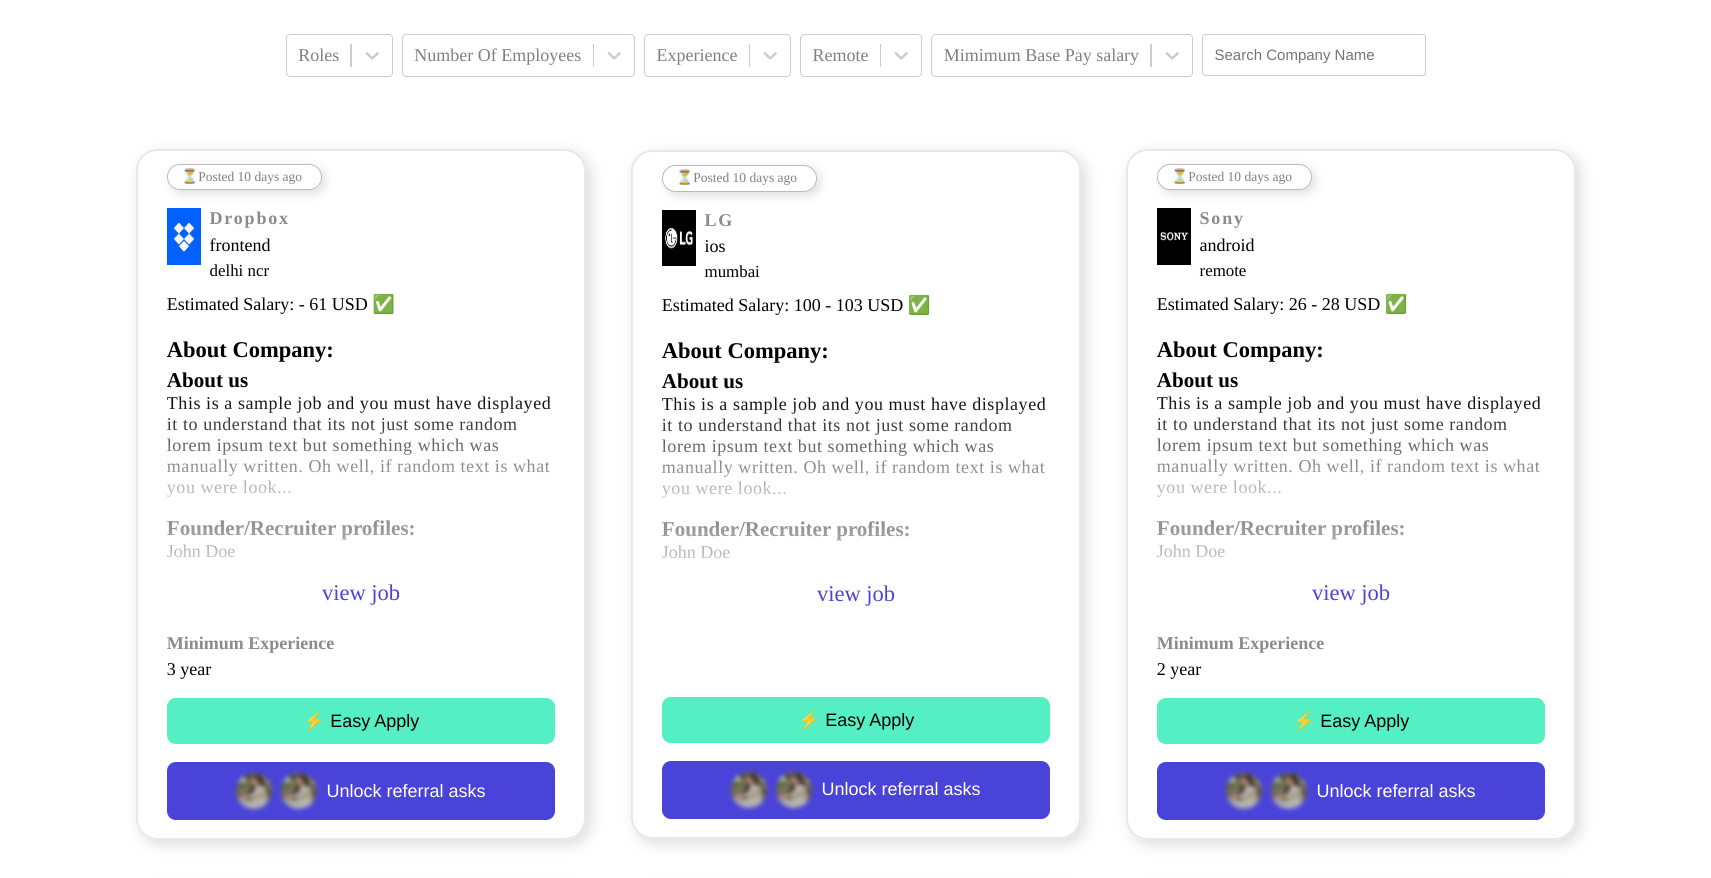 Roles
Number Of Employees
Experience
Remote
Mimimum Base Pay salary
Search Company Name
⏳Posted 10 days ago
Dropbox
frontend
delhi ncr
Estimated Salary: - 61 USD ✅
About Company:
About us
This is a sample job and you must have displayed
it to understand that its not just some random
lorem ipsum text but something which was
manually written. Oh well, if random text is what
you were look...
Founder/Recruiter profiles:
John Doe
view job
Minimum Experience
3 year
⚡ Easy Apply
Unlock referral asks
⏳Posted 10 days ago
LG
LG
ios
mumbai
Estimated Salary: 100 - 103 USD ✅
About Company:
About us
This is a sample job and you must have displayed
it to understand that its not just some random
lorem ipsum text but something which was
manually written. Oh well, if random text is what
you were look...
Founder/Recruiter profiles:
John Doe
view job
⚡ Easy Apply
Unlock referral asks
⏳Posted 10 days ago
SONY
Sony
android
remote
Estimated Salary: 26 - 28 USD ✅
About Company:
About us
This is a sample job and you must have displayed
it to understand that its not just some random
lorem ipsum text but something which was
manually written. Oh well, if random text is what
you were look...
Founder/Recruiter profiles:
John Doe
view job
Minimum Experience
2 year
⚡ Easy Apply
Unlock referral asks